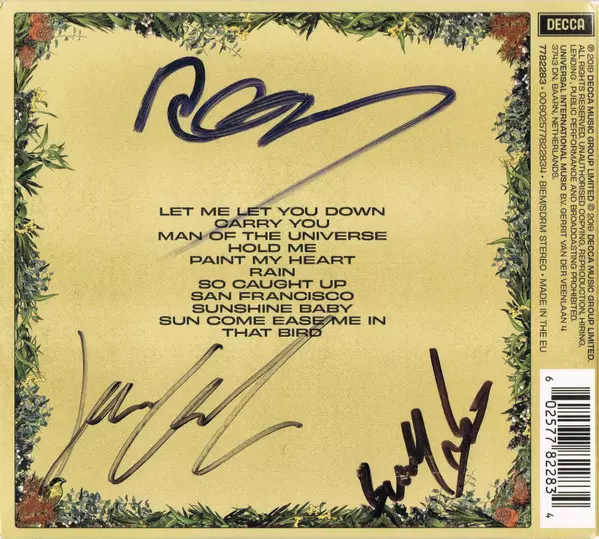 DECCA
LET ME LET YOU DOWN
CARRY YOU
MAN OF THE UNIVERSE
HOLD ME
PAINT MY HEART
RAIN
SO CAUGHT UP
SAN FRANCISCO
SUNSHINE BABY
SUN COME EASE ME IN
THAT BIRD
℗ 2019 DECCA MUSIC GROUP LIMITED © 2019 DECCA MUSIC GROUP LIMITED.
ALL RIGHTS RESERVED. UNAUTHORISED COPYING, REPRODUCTION, HIRING,
LENDING, PUBLIC PERFORMANCE AND BROADCASTING PROHIBITED.
UNIVERSAL INTERNATIONAL MUSIC B.V. GERRIT VAN DER VEENLAAN 4
3743 DN, BAARN, NETHERLANDS.
7782283 • 00602577822834 • BIEM/SDRM STEREO • MADE IN THE EU
6 02577 82283 4